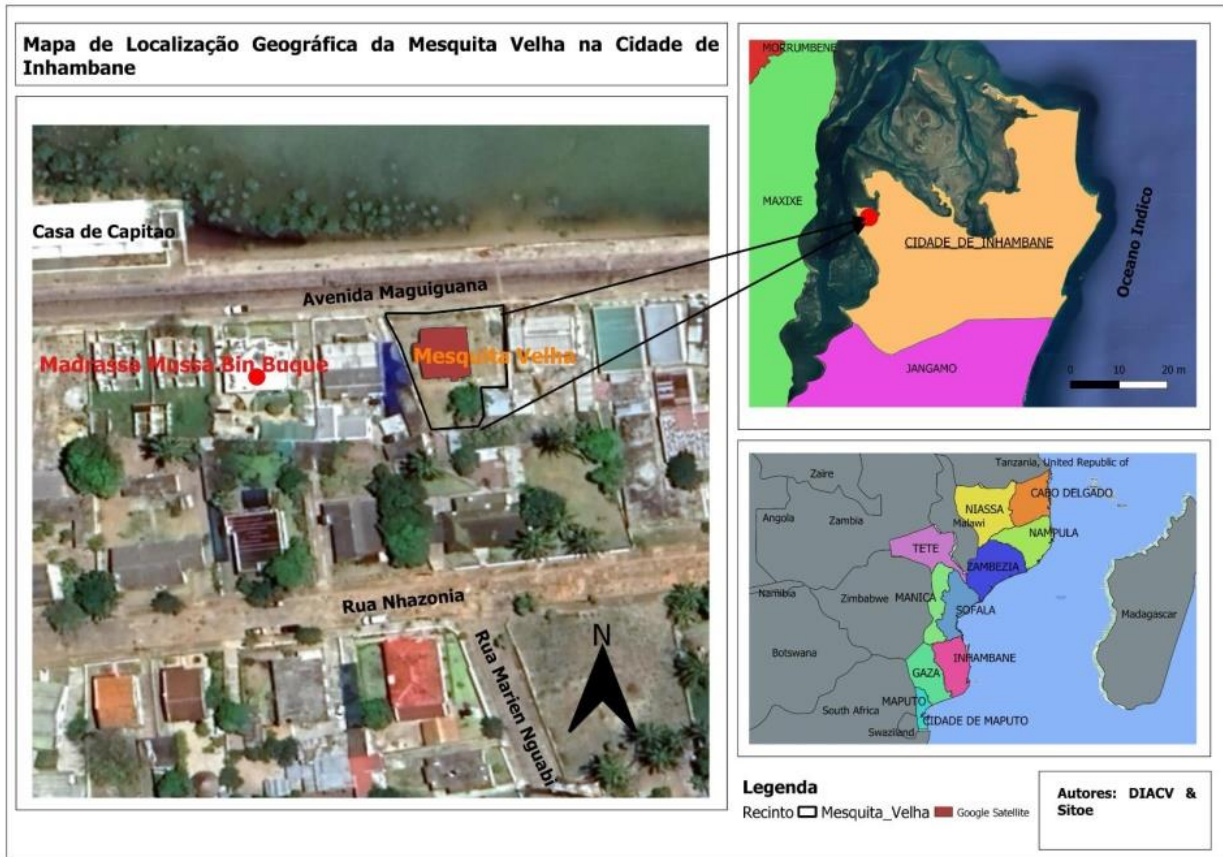 Mapa de Localização Geográfica da Mesquita Velha na Cidade de
Inhambane
Casa de Capitao
Avenida Maguiguana
Madrassa Mussa Bin Buque
Mesquita Velha
Rua Nhazonia
Rua Marien Nguabi
N
MORRUMBENE
MAXIXE
CIDADE_DE_INHAMBANE
Oceano Indico
JANGAMO
0 10 20 m
Tanzania, United Republic of
Zaire
CABO DELGADO
NIASSA
Angola
Zambia
Malawi
NAMPULA
TETE
ZAMBEZIA
Namibia
Zimbabwe
MANICA
SOFALA
Madagascar
Botswana
INHAMBANE
GAZA
MAPUTO
South Africa
CIDADE DE MAPUTO
Swaziland
Legenda
Recinto Mesquita_Velha Google Satellite
Autores: DIACV &
Sitoe